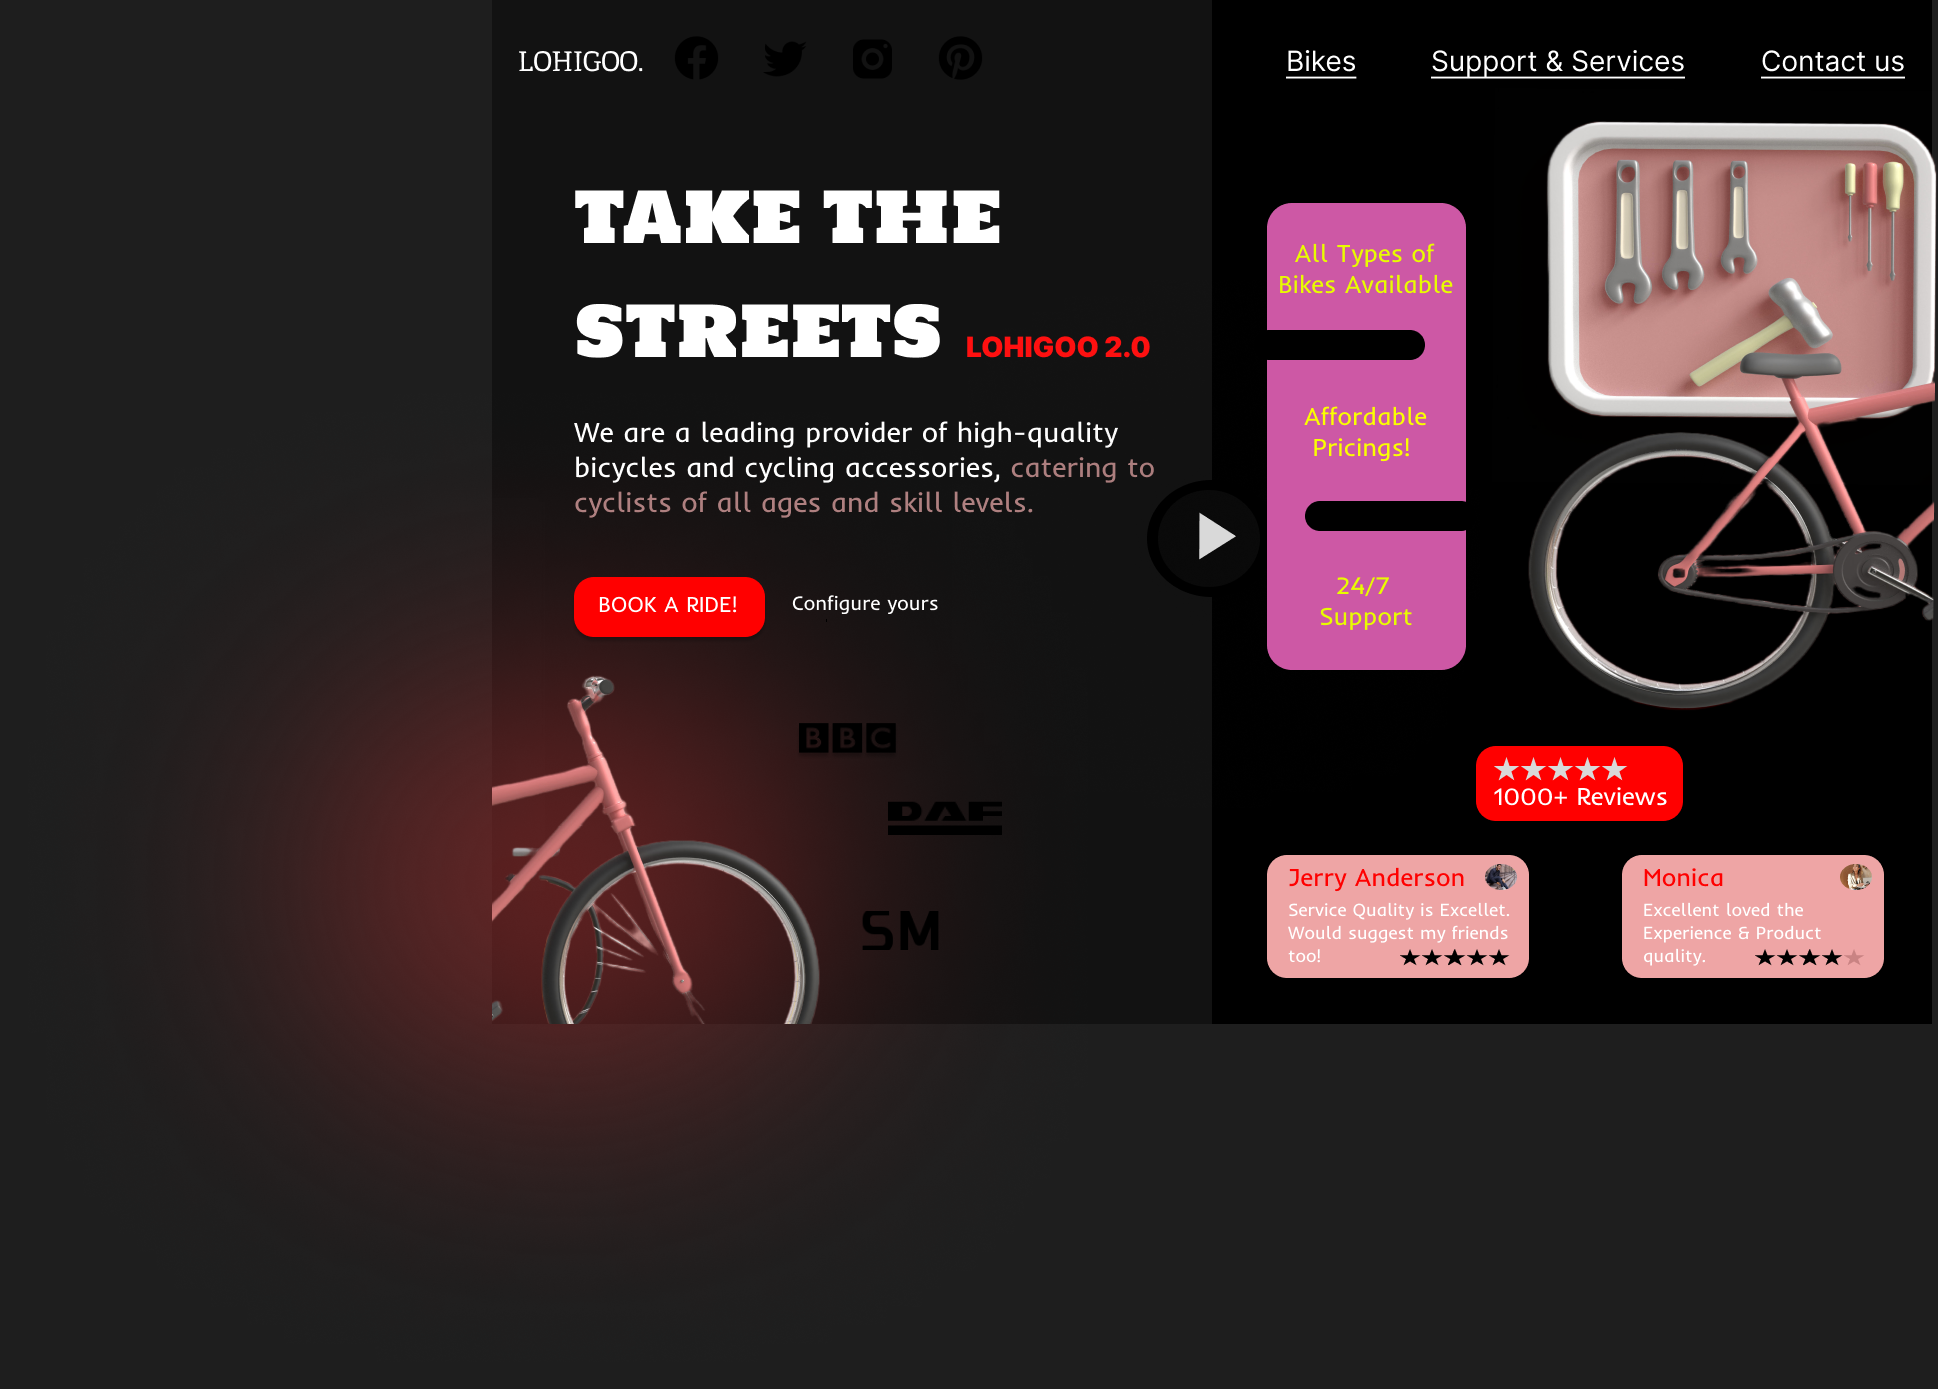 LOHIGOO.
Bikes
Support & Services
Contact us
TAKE THE
STREETS LOHIGOO 2.0
We are a leading provider of high-quality
bicycles and cycling accessories, catering to
cyclists of all ages and skill levels.
BOOK A RIDE!
Configure yours
BBC
DAF
SM
All Types of
Bikes Available
Affordable
Pricings!
24/7
Support
1000+ Reviews
Jerry Anderson
Service Quality is Excellet.
Would suggest my friends
too!
Monica
Excellent loved the
Experience & Product
quality.